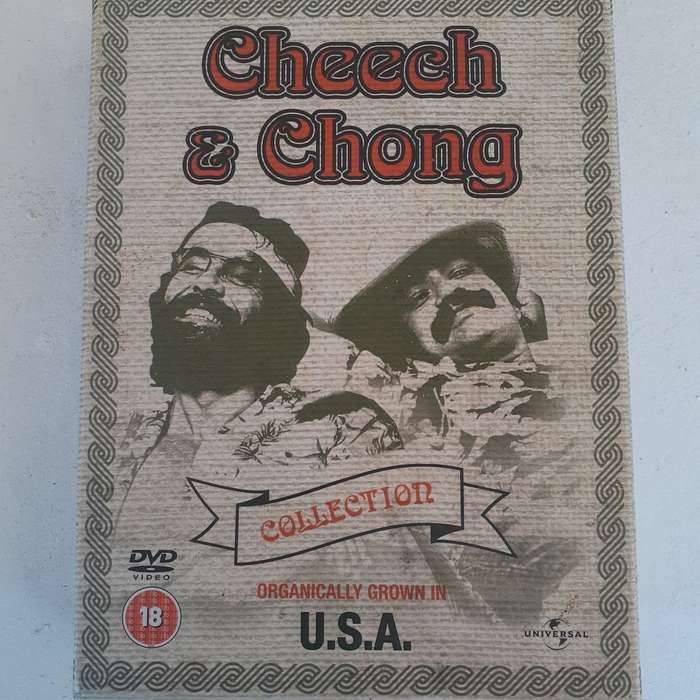 Cheech
& Chong
COLLECTION
DVD
VIDEO
18
ORGANICALLY GROWN IN
U.S.A.
UNIVERSAL